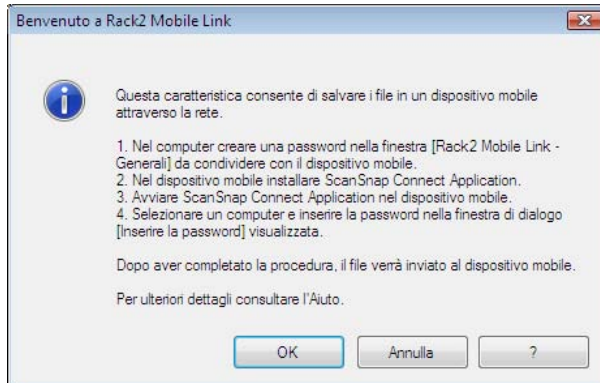 Benvenuto a Rack2 Mobile Link
Questa caratteristica consente di salvare i file in un dispositivo mobile
attraverso la rete.
1. Nel computer creare una password nella finestra [Rack2 Mobile Link -
Generali] da condividere con il dispositivo mobile.
2. Nel dispositivo mobile installare ScanSnap Connect Application.
3. Avviare ScanSnap Connect Application nel dispositivo mobile.
4. Selezionare un computer e inserire la password nella finestra di dialogo
[Inserire la password] visualizzata.
Dopo aver completato la procedura, il file verrà inviato al dispositivo mobile.
Per ulteriori dettagli consultare l'Aiuto.
OK
Annulla
?